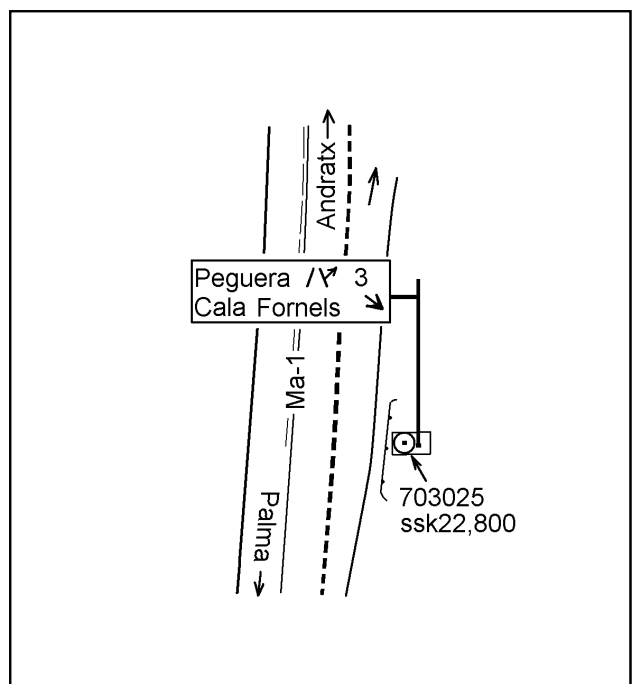 Andratx
Peguera 3
Cala Fornels
Ma-1
Palma
703025
ssk22,800